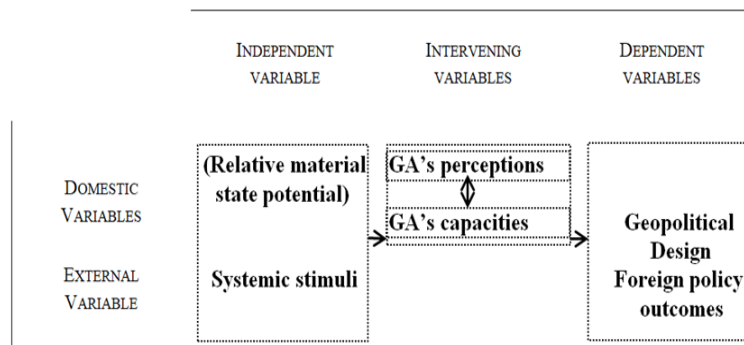 INDEPENDENT
VARIABLE
INTERVENING
VARIABLES
DEPENDENT
VARIABLES
DOMESTIC
VARIABLES
EXTERNAL
VARIABLE
(Relative material
state potential)
Systemic stimuli
GA's perceptions
GA's capacities
Geopolitical
Design
Foreign policy
outcomes